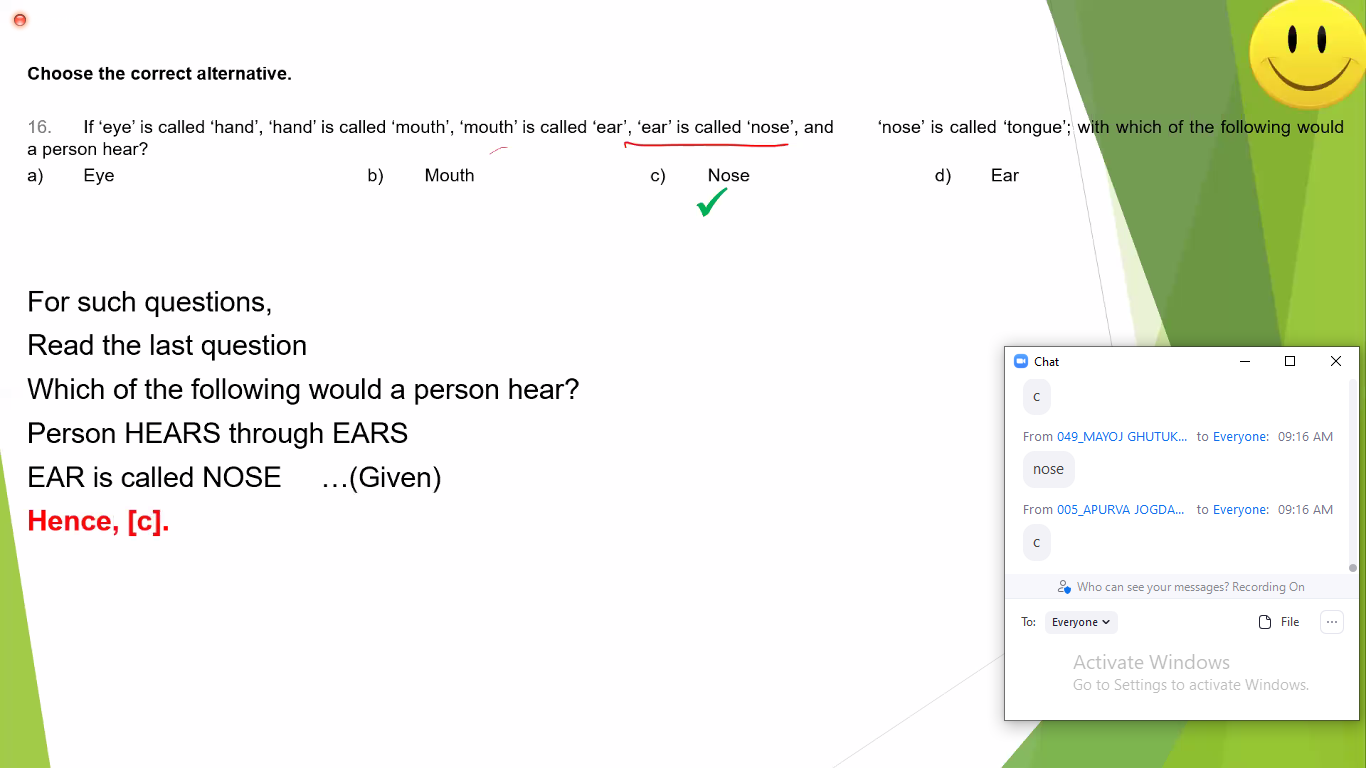 Choose the correct alternative.
16. If ‘eye’ is called ‘hand’, ‘hand’ is called ‘mouth’, ‘mouth’ is called ‘ear’, ‘ear’ is called ‘nose’, and ‘nose’ is called ‘tongue’; with which of the following would
a person hear?
a) Eye b) Mouth c) Nose d) Ear
For such questions,
Read the last question
Which of the following would a person hear?
Person HEARS through EARS
EAR is called NOSE …(Given)
Hence, [c].
Chat
c
From 049_MAYOJ GHUTUK... to Everyone: 09:16 AM
nose
From 005_APURVA JOGDA... to Everyone: 09:16 AM
c
Who can see your messages? Recording On
To: Everyone File
Activate Windows
Go to Settings to activate Windows.